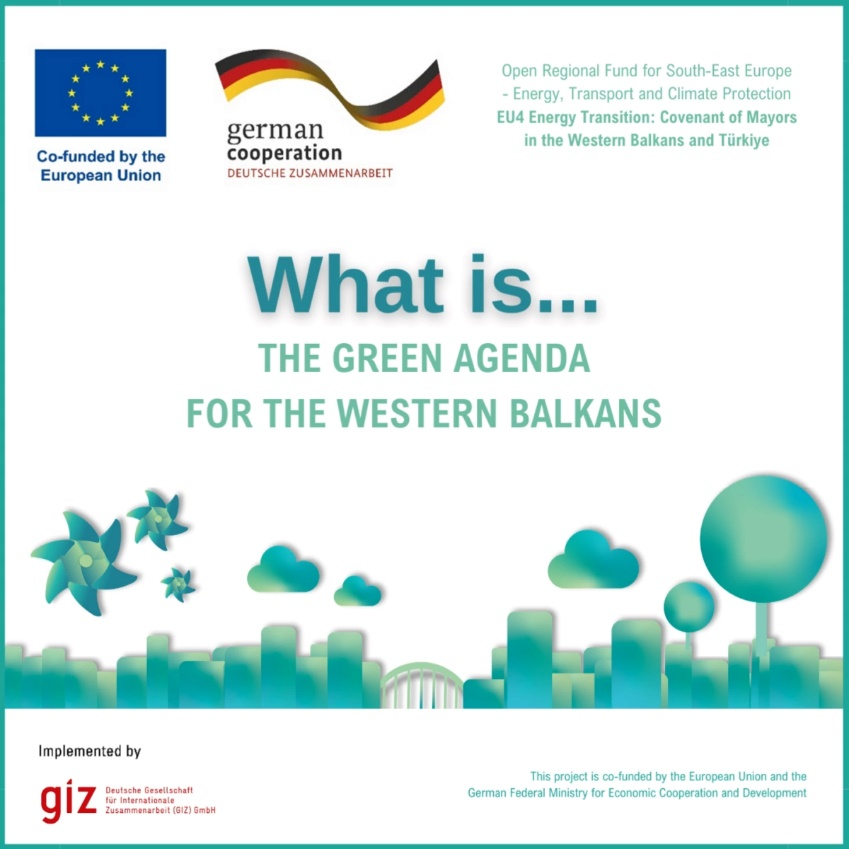 Co-funded by the
European Union
german
cooperation
DEUTSCHE ZUSAMMENARBEIT
Open Regional Fund for South-East Europe
- Energy, Transport and Climate Protection
EU4 Energy Transition: Covenant of Mayors
in the Western Balkans and Türkiye
What is...
THE GREEN AGENDA
FOR THE WESTERN BALKANS
Implemented by
giz
Deutsche Gesellschaft
für Internationale
Zusammenarbeit (GIZ) GmbH
This project is co-funded by the European Union and the
German Federal Ministry for Economic Cooperation and Development